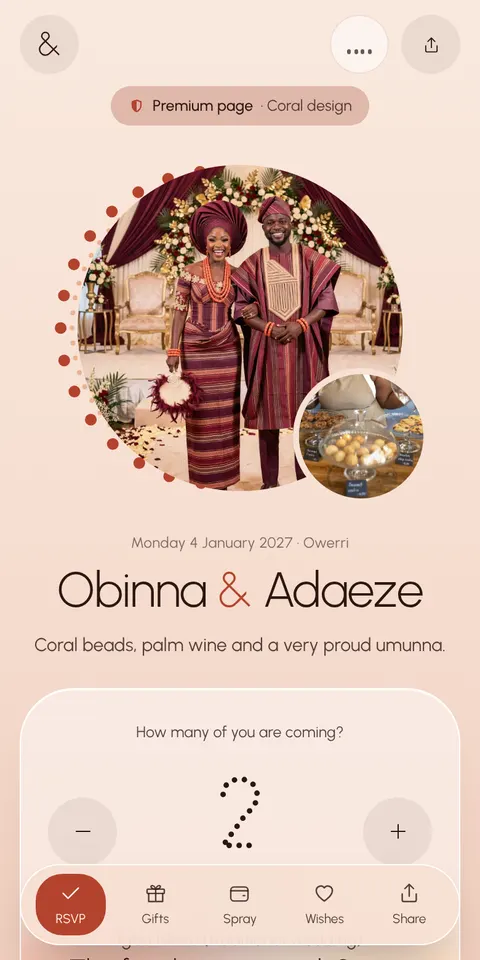 &
Premium page · Coral design
Monday 4 January 2027 · Owerri
Obinna & Adaeze
Coral beads, palm wine and a very proud umunna.
How many of you are coming?
2
RSVP
Gifts
Spray
Wishes
Share